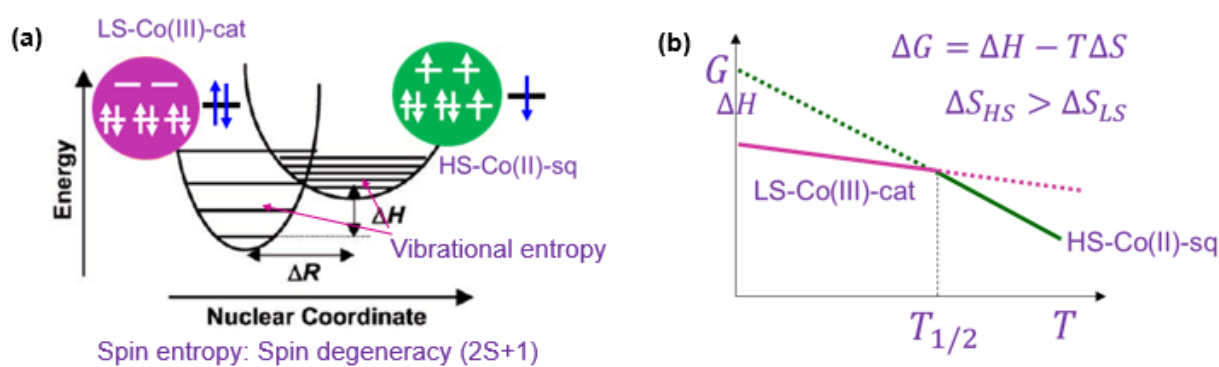 (a)
LS-Co(III)-cat
HS-Co(II)-sq
Energy
ΔH
Vibrational entropy
ΔR
Nuclear Coordinate
Spin entropy: Spin degeneracy (2S+1)
(b)
G
ΔH
ΔG = ΔH − TΔS
ΔS_HS > ΔS_LS
LS-Co(III)-cat
HS-Co(II)-sq
T_1/2
T